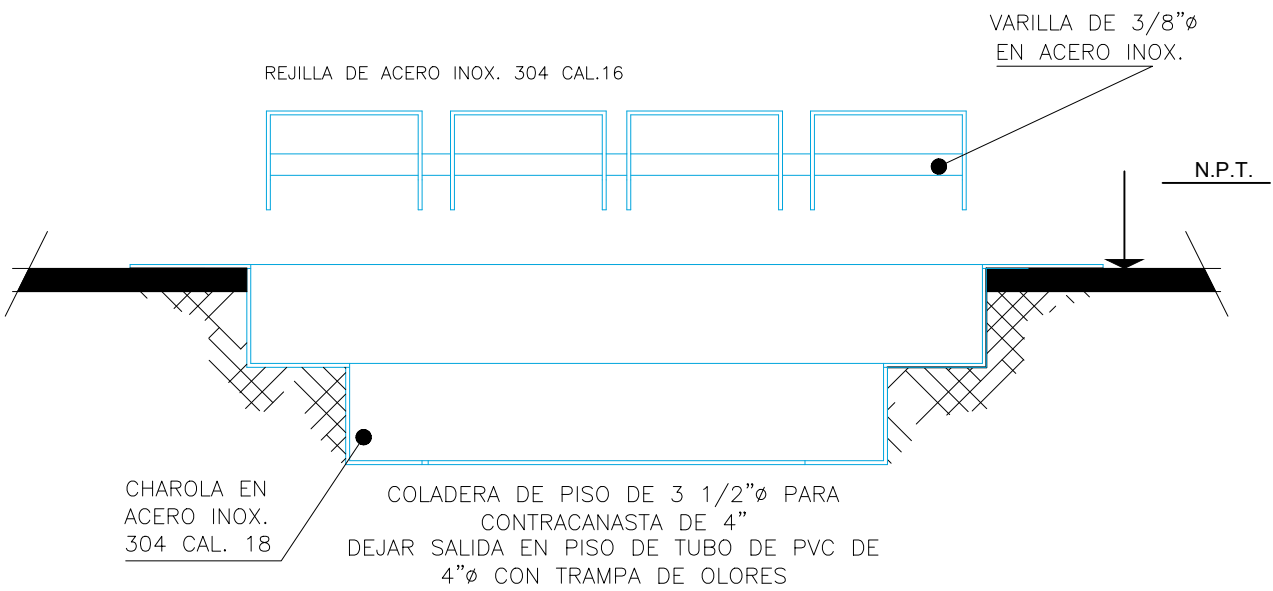 VARILLA DE 3/8"ø
EN ACERO INOX.
REJILLA DE ACERO INOX. 304 CAL.16
N.P.T.
CHAROLA EN
ACERO INOX.
304 CAL. 18
COLADERA DE PISO DE 3 1/2"ø PARA
CONTRACANASTA DE 4"
DEJAR SALIDA EN PISO DE TUBO DE PVC DE
4"ø CON TRAMPA DE OLORES